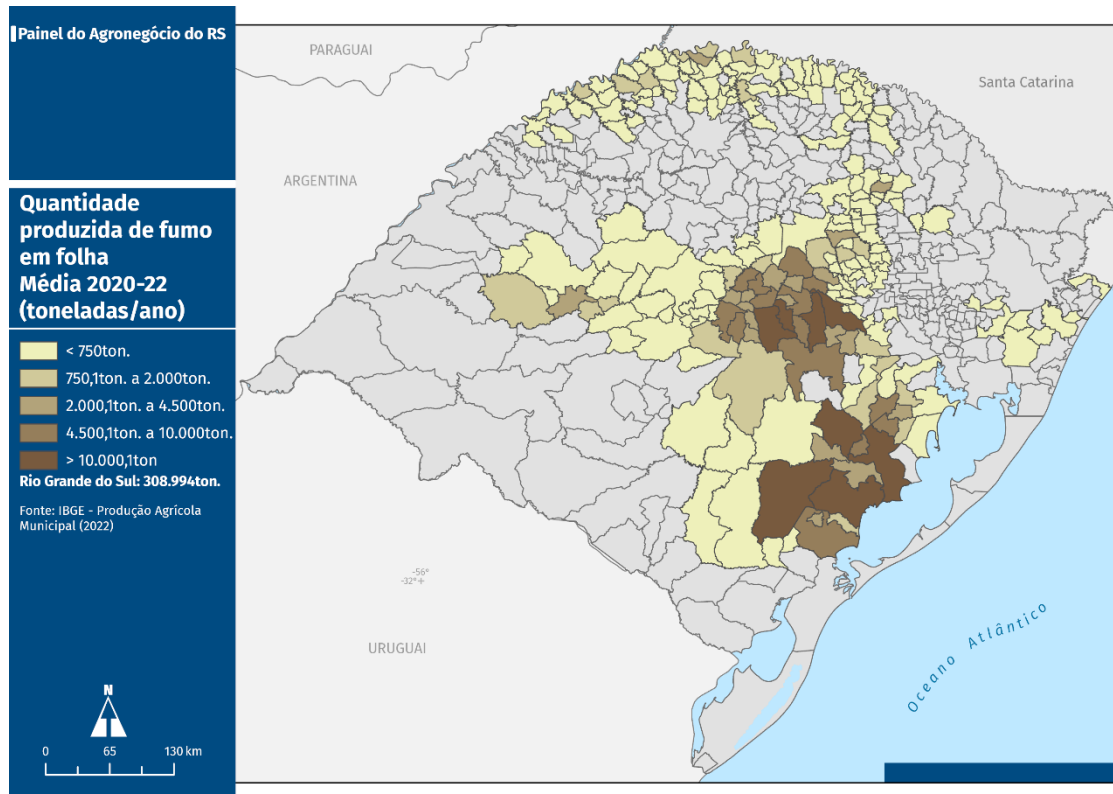 Painel do Agronegócio do RS
Quantidade
produzida de fumo
em folha
Média 2020-22
(toneladas/ano)
< 750ton.
750,1ton. a 2.000ton.
2.000,1ton. a 4.500ton.
4.500,1ton. a 10.000ton.
> 10.000,1ton
Rio Grande do Sul: 308.994ton.
Fonte: IBGE - Produção Agrícola
Municipal (2022)
N
0 65 130 km
PARAGUAI
Santa Catarina
ARGENTINA
-56°
-32°
URUGUAI
Oceano Atlântico